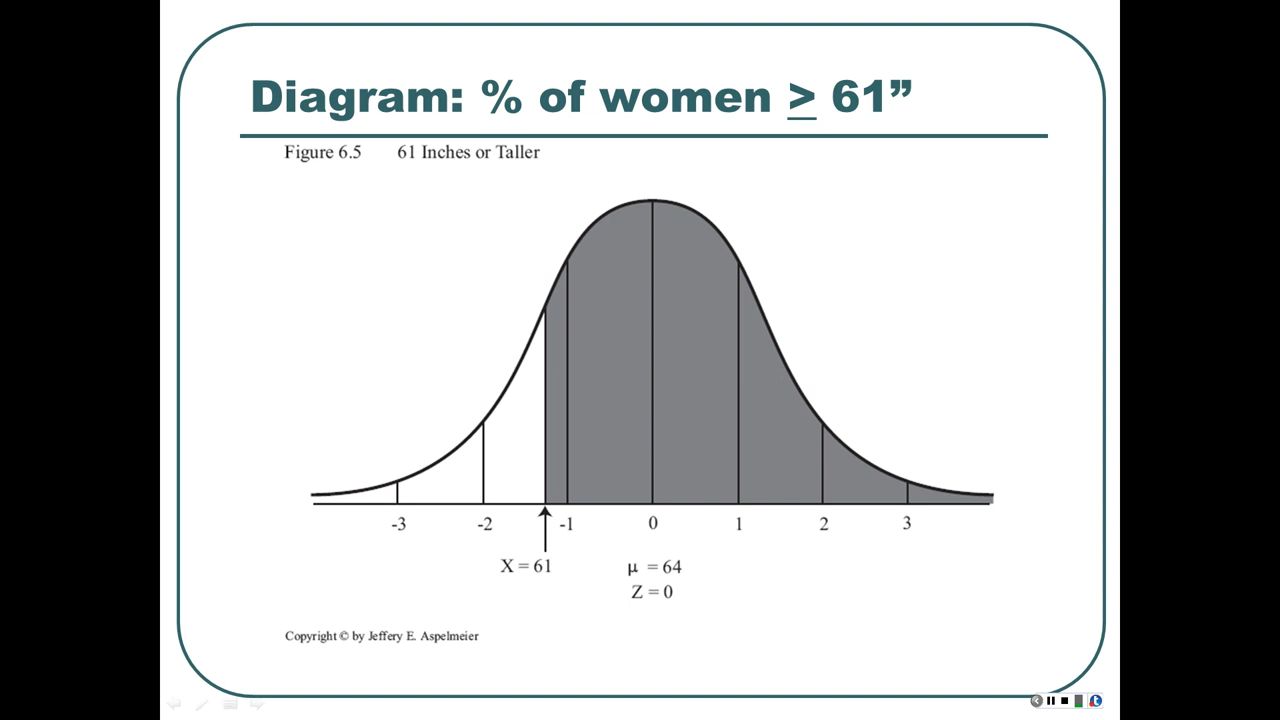 Diagram: % of women ≥ 61”
Figure 6.5 61 Inches or Taller
-3 -2 -1 0 1 2 3
X = 61 μ = 64
Z = 0
Copyright © by Jeffery E. Aspelmeier